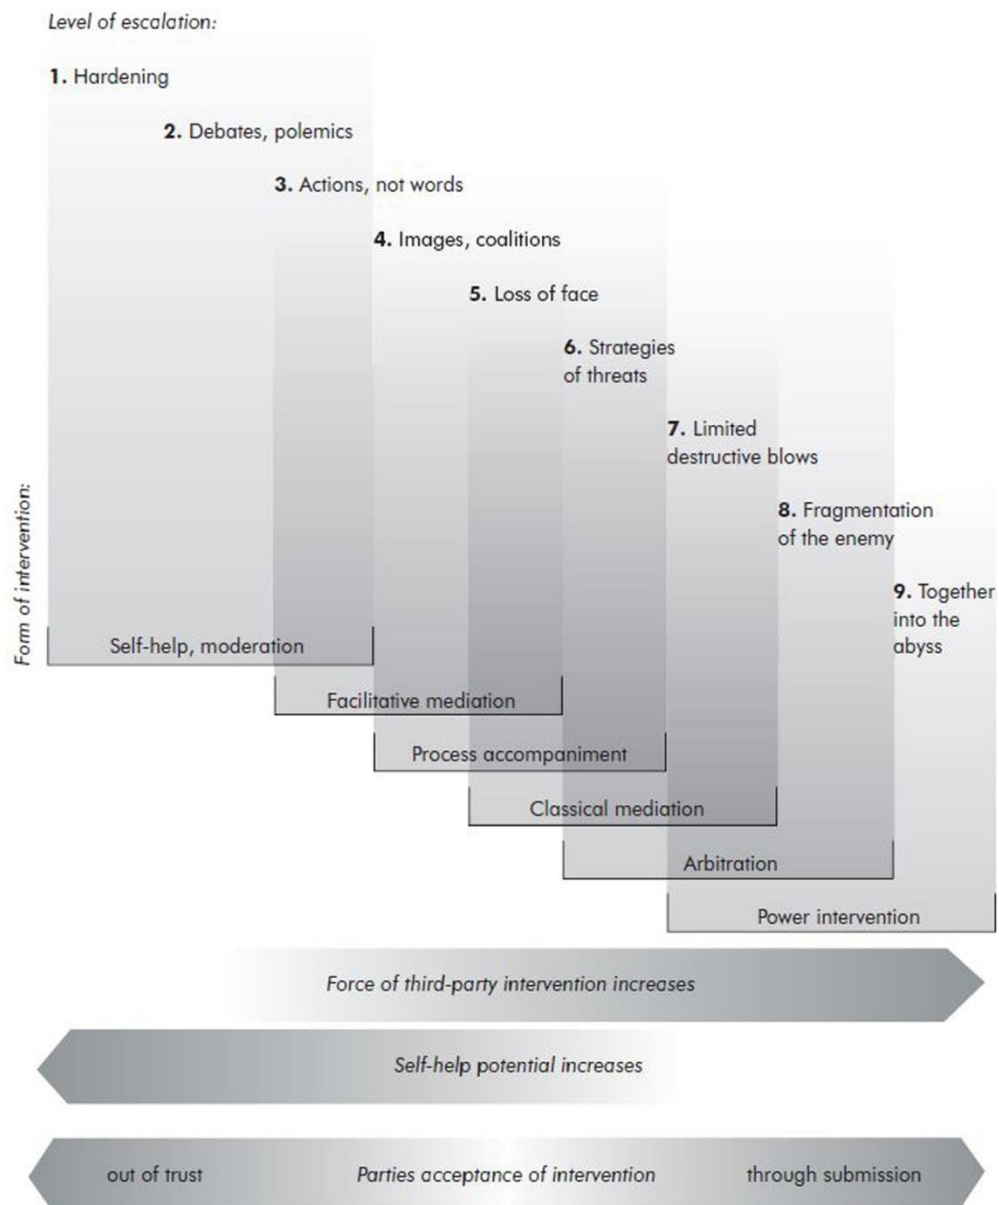 Level of escalation:
1. Hardening
2. Debates, polemics
3. Actions, not words
4. Images, coalitions
5. Loss of face
6. Strategies
of threats
7. Limited
destructive blows
8. Fragmentation
of the enemy
9. Together
into the
abyss
Form of intervention:
Self-help, moderation
Facilitative mediation
Process accompaniment
Classical mediation
Arbitration
Power intervention
Force of third-party intervention increases
Self-help potential increases
out of trust Parties acceptance of intervention through submission